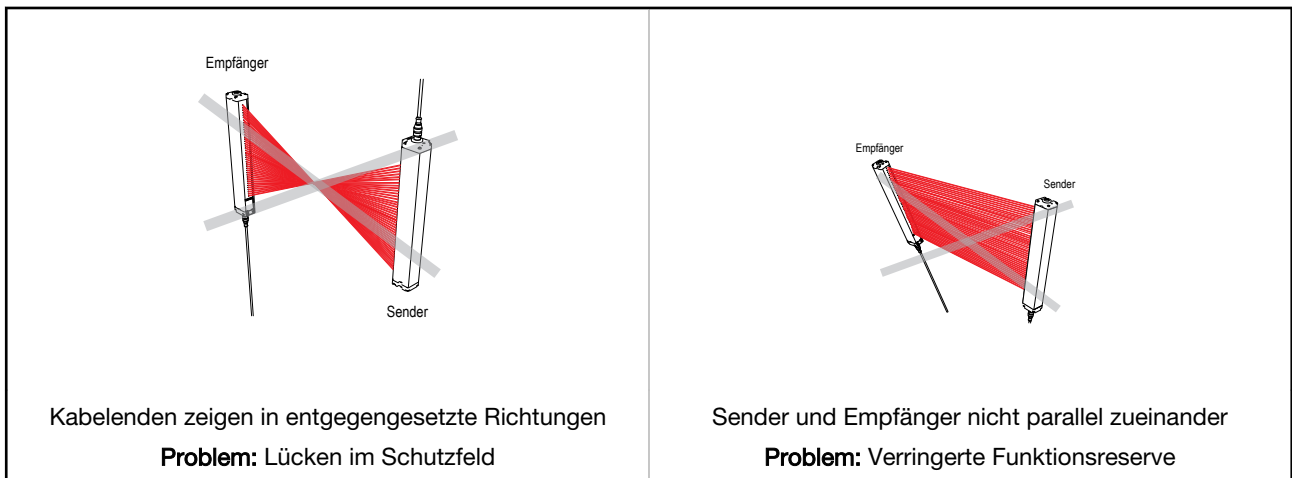 Empfänger
Sender
Kabelenden zeigen in entgegengesetzte Richtungen
Problem: Lücken im Schutzfeld
Empfänger
Sender
Sender und Empfänger nicht parallel zueinander
Problem: Verringerte Funktionsreserve